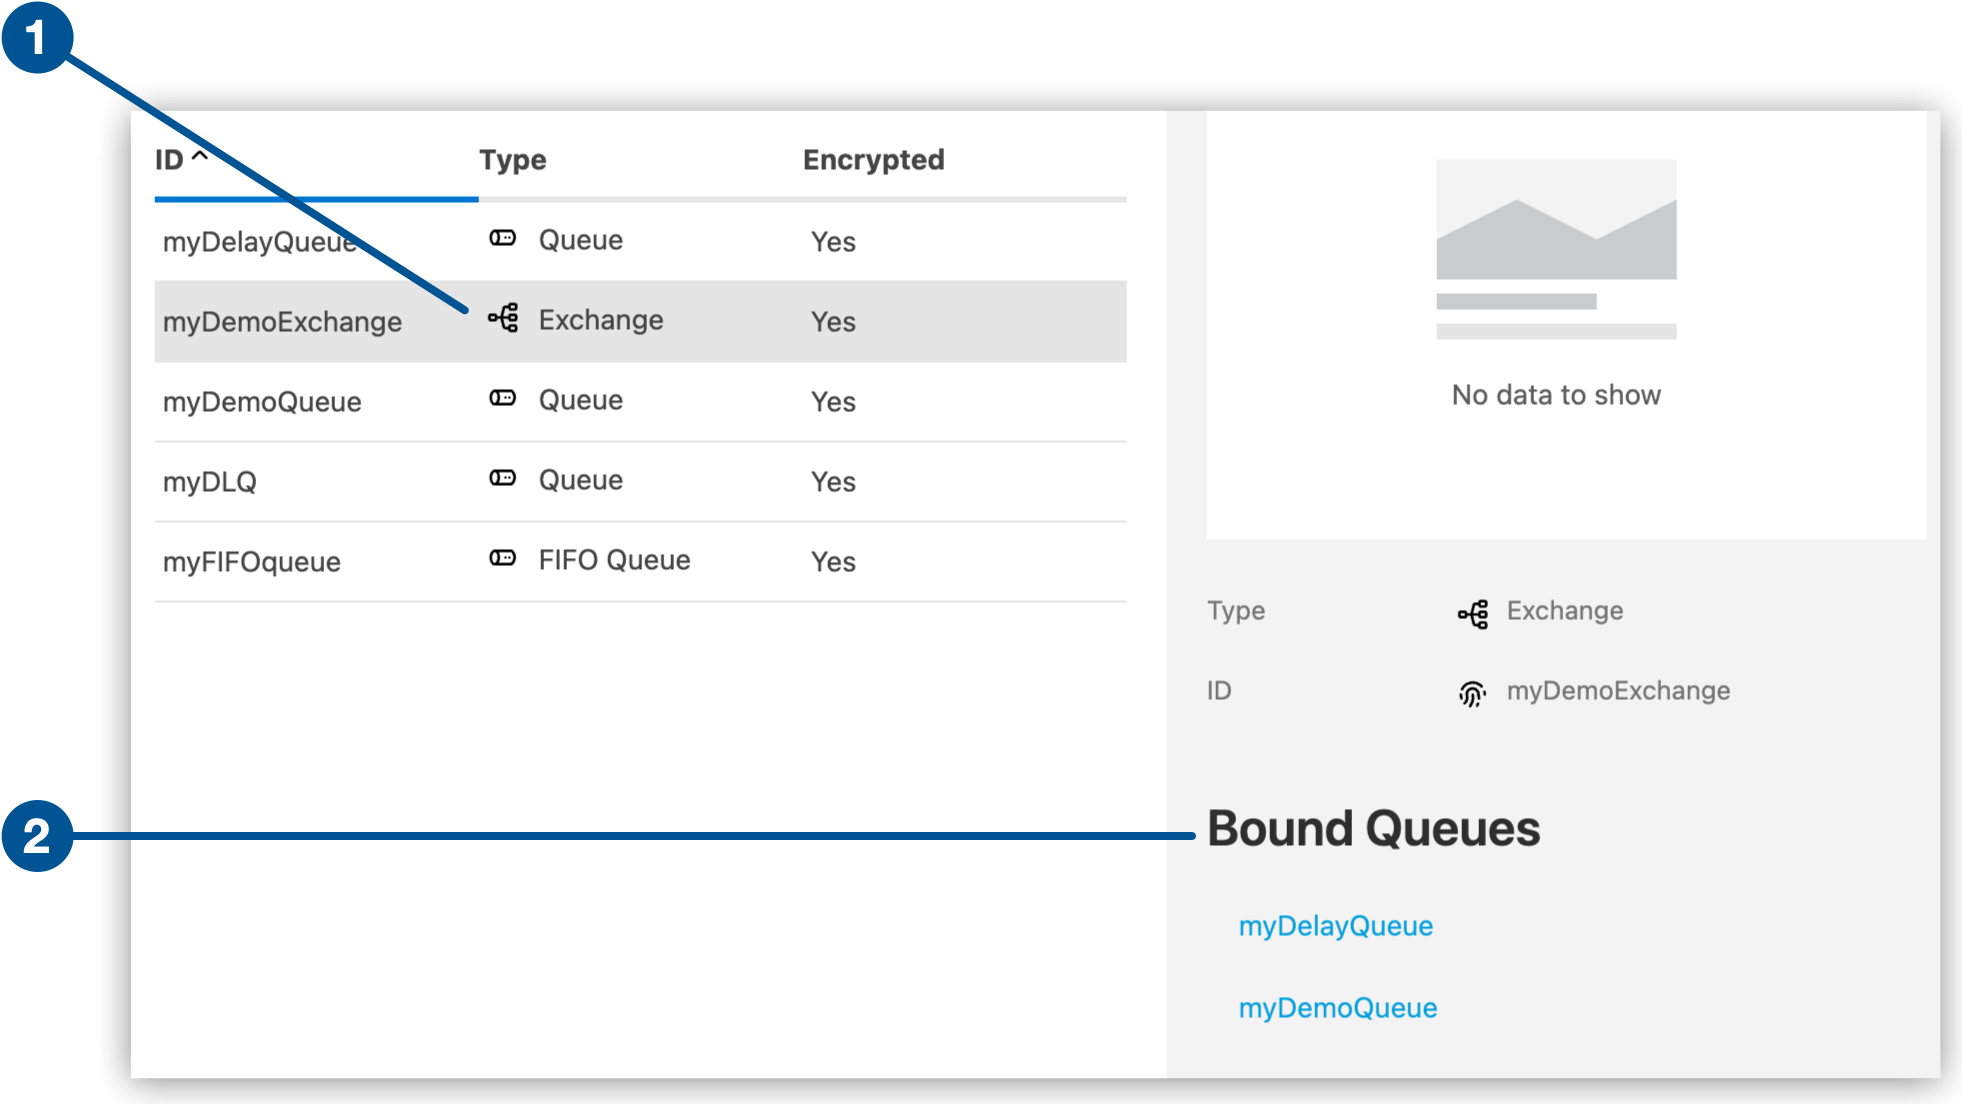 1
ID Type Encrypted
myDelayQueue Queue Yes
myDemoExchange Exchange Yes
myDemoQueue Queue Yes
myDLQ Queue Yes
myFIFOqueue FIFO Queue Yes
No data to show
Type Exchange
ID myDemoExchange
2
Bound Queues
myDelayQueue
myDemoQueue